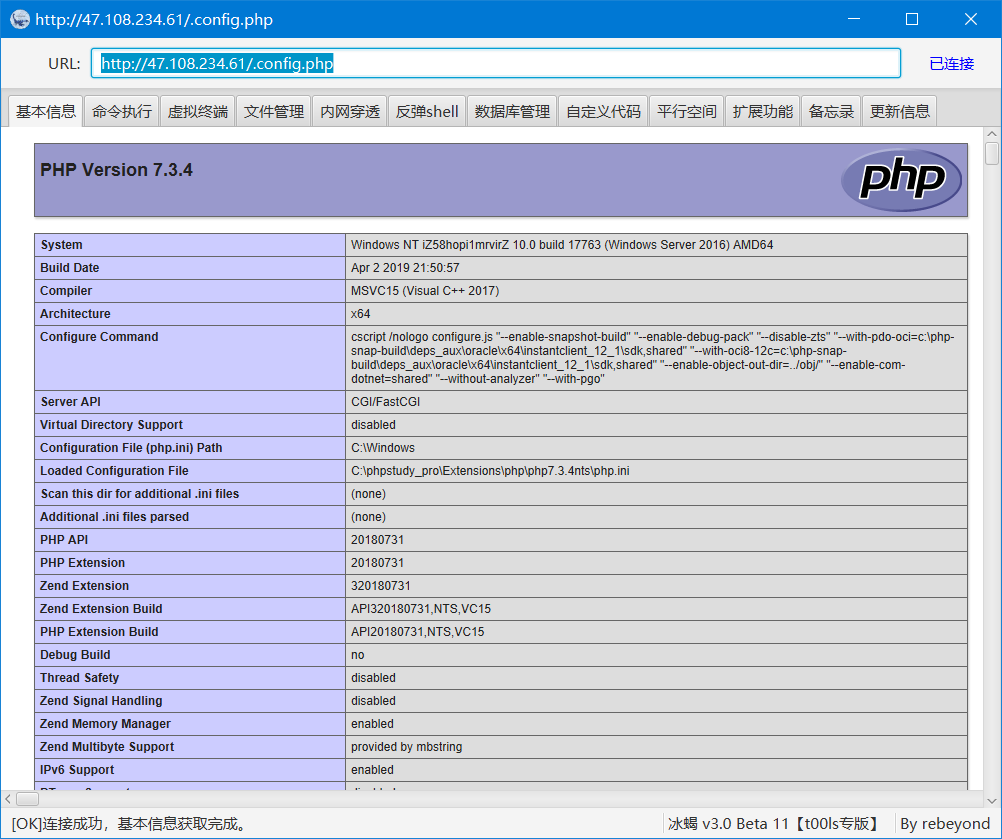 http://47.108.234.61/.config.php
URL: http://47.108.234.61/.config.php 已连接
基本信息 命令执行 虚拟终端 文件管理 内网穿透 反弹shell 数据库管理 自定义代码 平行空间 扩展功能 备忘录 更新信息
PHP Version 7.3.4 php
System Windows NT iZ58hopi1mrvirZ 10.0 build 17763 (Windows Server 2016) AMD64
Build Date Apr 2 2019 21:50:57
Compiler MSVC15 (Visual C++ 2017)
Architecture x64
Configure Command cscript /nologo configure.js "--enable-snapshot-build" "--enable-debug-pack" "--disable-zts" "--with-pdo-oci=c:\php-
snap-build\deps_aux\oracle\x64\instantclient_12_1\sdk,shared" "--with-oci8-12c=c:\php-snap-
build\deps_aux\oracle\x64\instantclient_12_1\sdk,shared" "--enable-object-out-dir=../obj/" "--enable-com-
dotnet=shared" "--without-analyzer" "--with-pgo"
Server API CGI/FastCGI
Virtual Directory Support disabled
Configuration File (php.ini) Path C:\Windows
Loaded Configuration File C:\phpstudy_pro\Extensions\php\php7.3.4nts\php.ini
Scan this dir for additional .ini files (none)
Additional .ini files parsed (none)
PHP API 20180731
PHP Extension 20180731
Zend Extension 320180731
Zend Extension Build API320180731,NTS,VC15
PHP Extension Build API20180731,NTS,VC15
Debug Build no
Thread Safety disabled
Zend Signal Handling disabled
Zend Memory Manager enabled
Zend Multibyte Support provided by mbstring
IPv6 Support enabled
[OK]连接成功，基本信息获取完成。 冰蝎 v3.0 Beta 11【t00ls专版】 By rebeyond